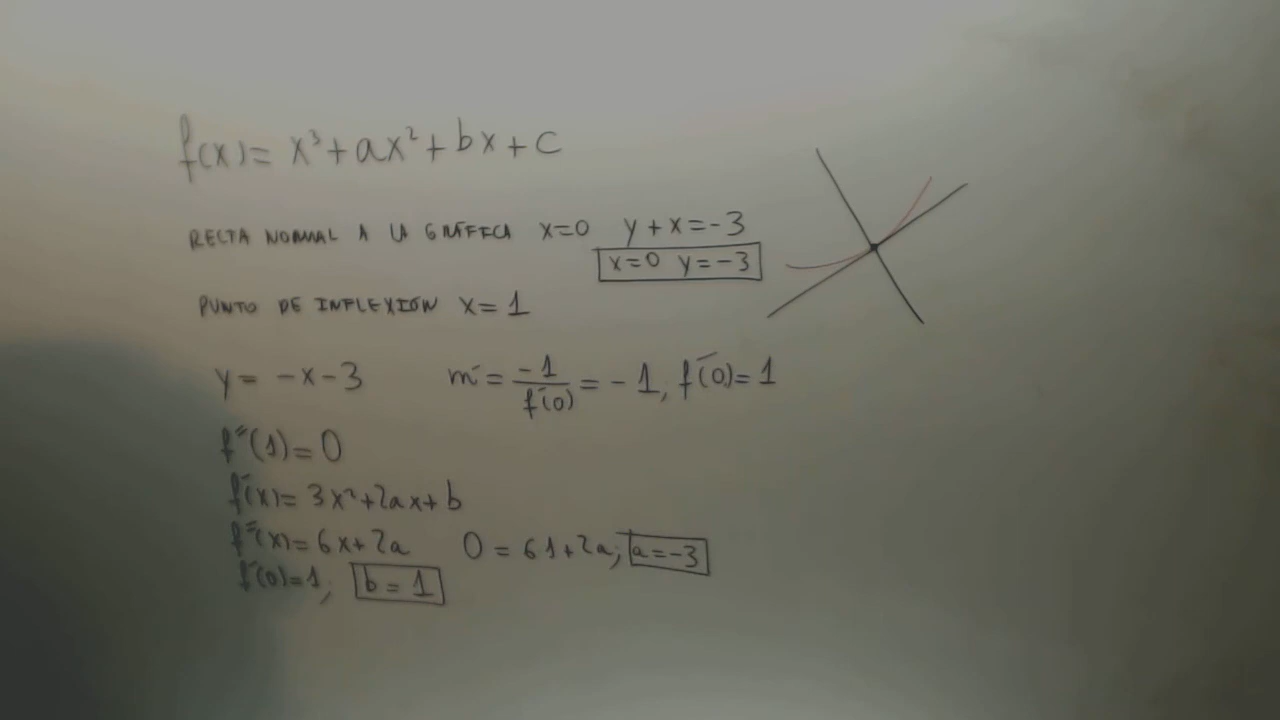 f(x) = x³ + ax² + bx + c
RECTA NORMAL A LA GRÁFICA x=0 y + x = -3
x=0 y=-3
PUNTO DE INFLEXIÓN x = 1
y = -x - 3 m = -1/f'(0) = -1, f'(0) = 1
f''(1) = 0
f'(x) = 3x² + 2ax + b
f''(x) = 6x + 2a 0 = 6 1 + 2a; a = -3
f'(0) = 1; b = 1